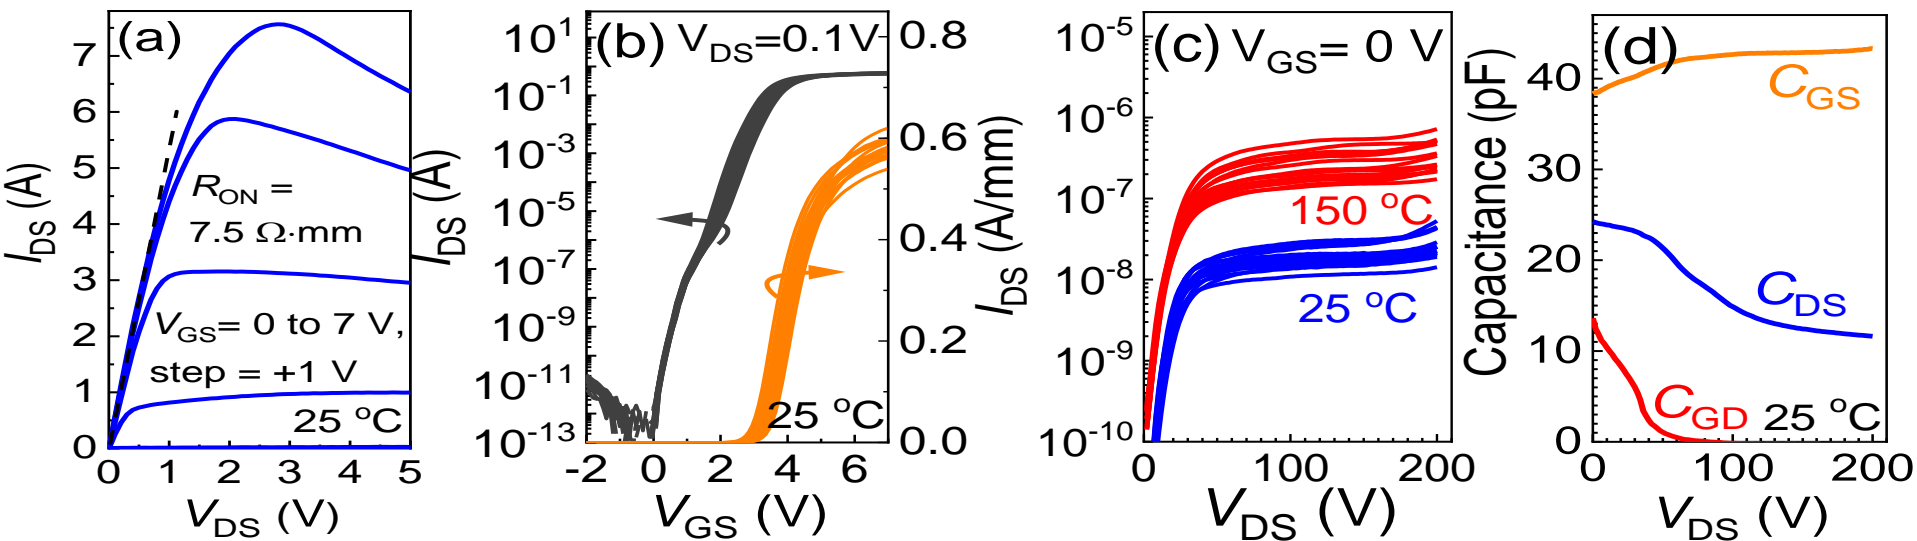 (a)
7
6
5
4
3
2
1
0
0 1 2 3 4 5
I_DS (A)
V_DS (V)
R_ON =
7.5 Ω·mm
V_GS= 0 to 7 V,
step = +1 V
25 °C
(b)
V_DS=0.1V
10^1
10^-1
10^-3
10^-5
10^-7
10^-9
10^-11
10^-13
-2 0 2 4 6
I_DS (A)
V_GS (V)
25 °C
0.8
0.6
0.4
0.2
0.0
I_DS (A/mm)
(c)
V_GS= 0 V
10^-5
10^-6
10^-7
10^-8
10^-9
10^-10
150 °C
25 °C
0 100 200
V_DS (V)
(d)
Capacitance (pF)
40
30
20
10
0
C_GS
C_DS
C_GD
25 °C
0 100 200
V_DS (V)